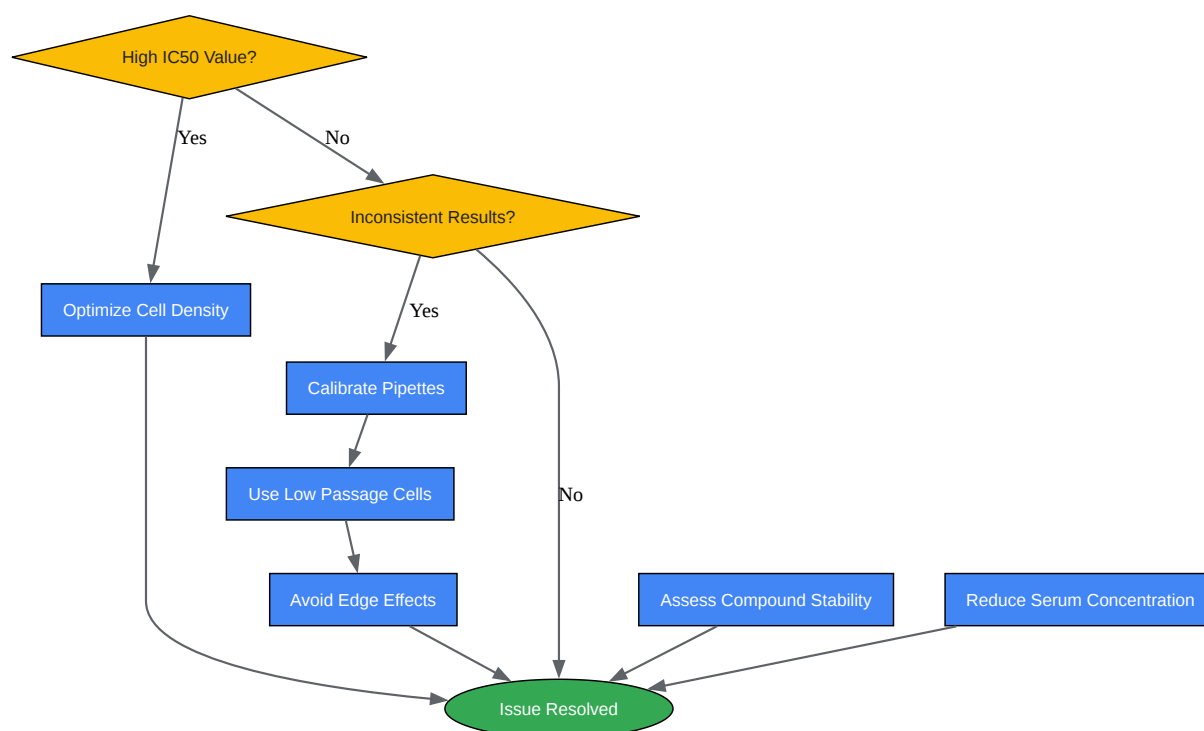 High IC50 Value?
Yes
No
Inconsistent Results?
Optimize Cell Density
Yes
Calibrate Pipettes
Use Low Passage Cells
No
Avoid Edge Effects
Assess Compound Stability
Reduce Serum Concentration
Issue Resolved